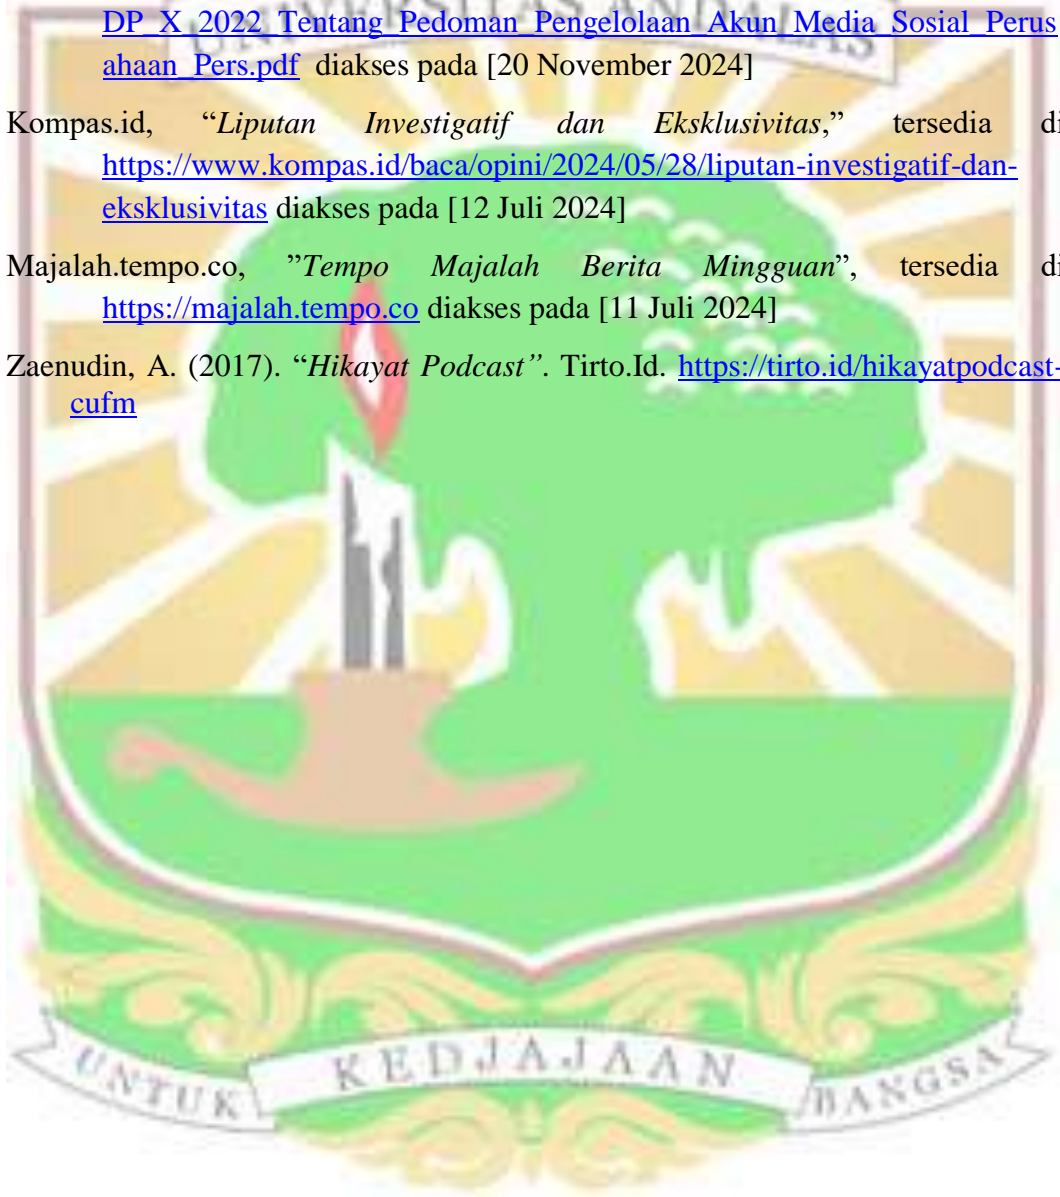 UNIVERSITAS ANDALAS
DP_X_2022_Tentang_Pedoman_Pengelolaan_Akun_Media_Sosial_Perus
ahaan_Pers.pdf diakses pada [20 November 2024]
Kompas.id, “Liputan Investigatif dan Eksklusivitas,” tersedia di
https://www.kompas.id/baca/opini/2024/05/28/liputan-investigatif-dan-
eksklusivitas diakses pada [12 Juli 2024]
Majalah.tempo.co, ”Tempo Majalah Berita Mingguan”, tersedia di
https://majalah.tempo.co diakses pada [11 Juli 2024]
Zaenudin, A. (2017). “Hikayat Podcast”. Tirto.Id. https://tirto.id/hikayatpodcast-
cufm
UNTUK KEDJAJAAN BANGSA